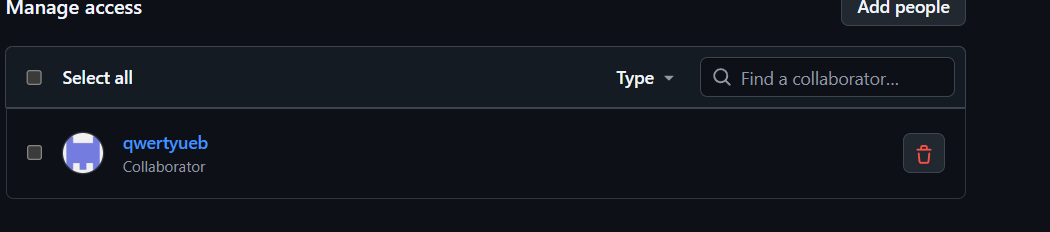 Manage access
Add people
Select all
Type
Find a collaborator...
qwertyueb
Collaborator